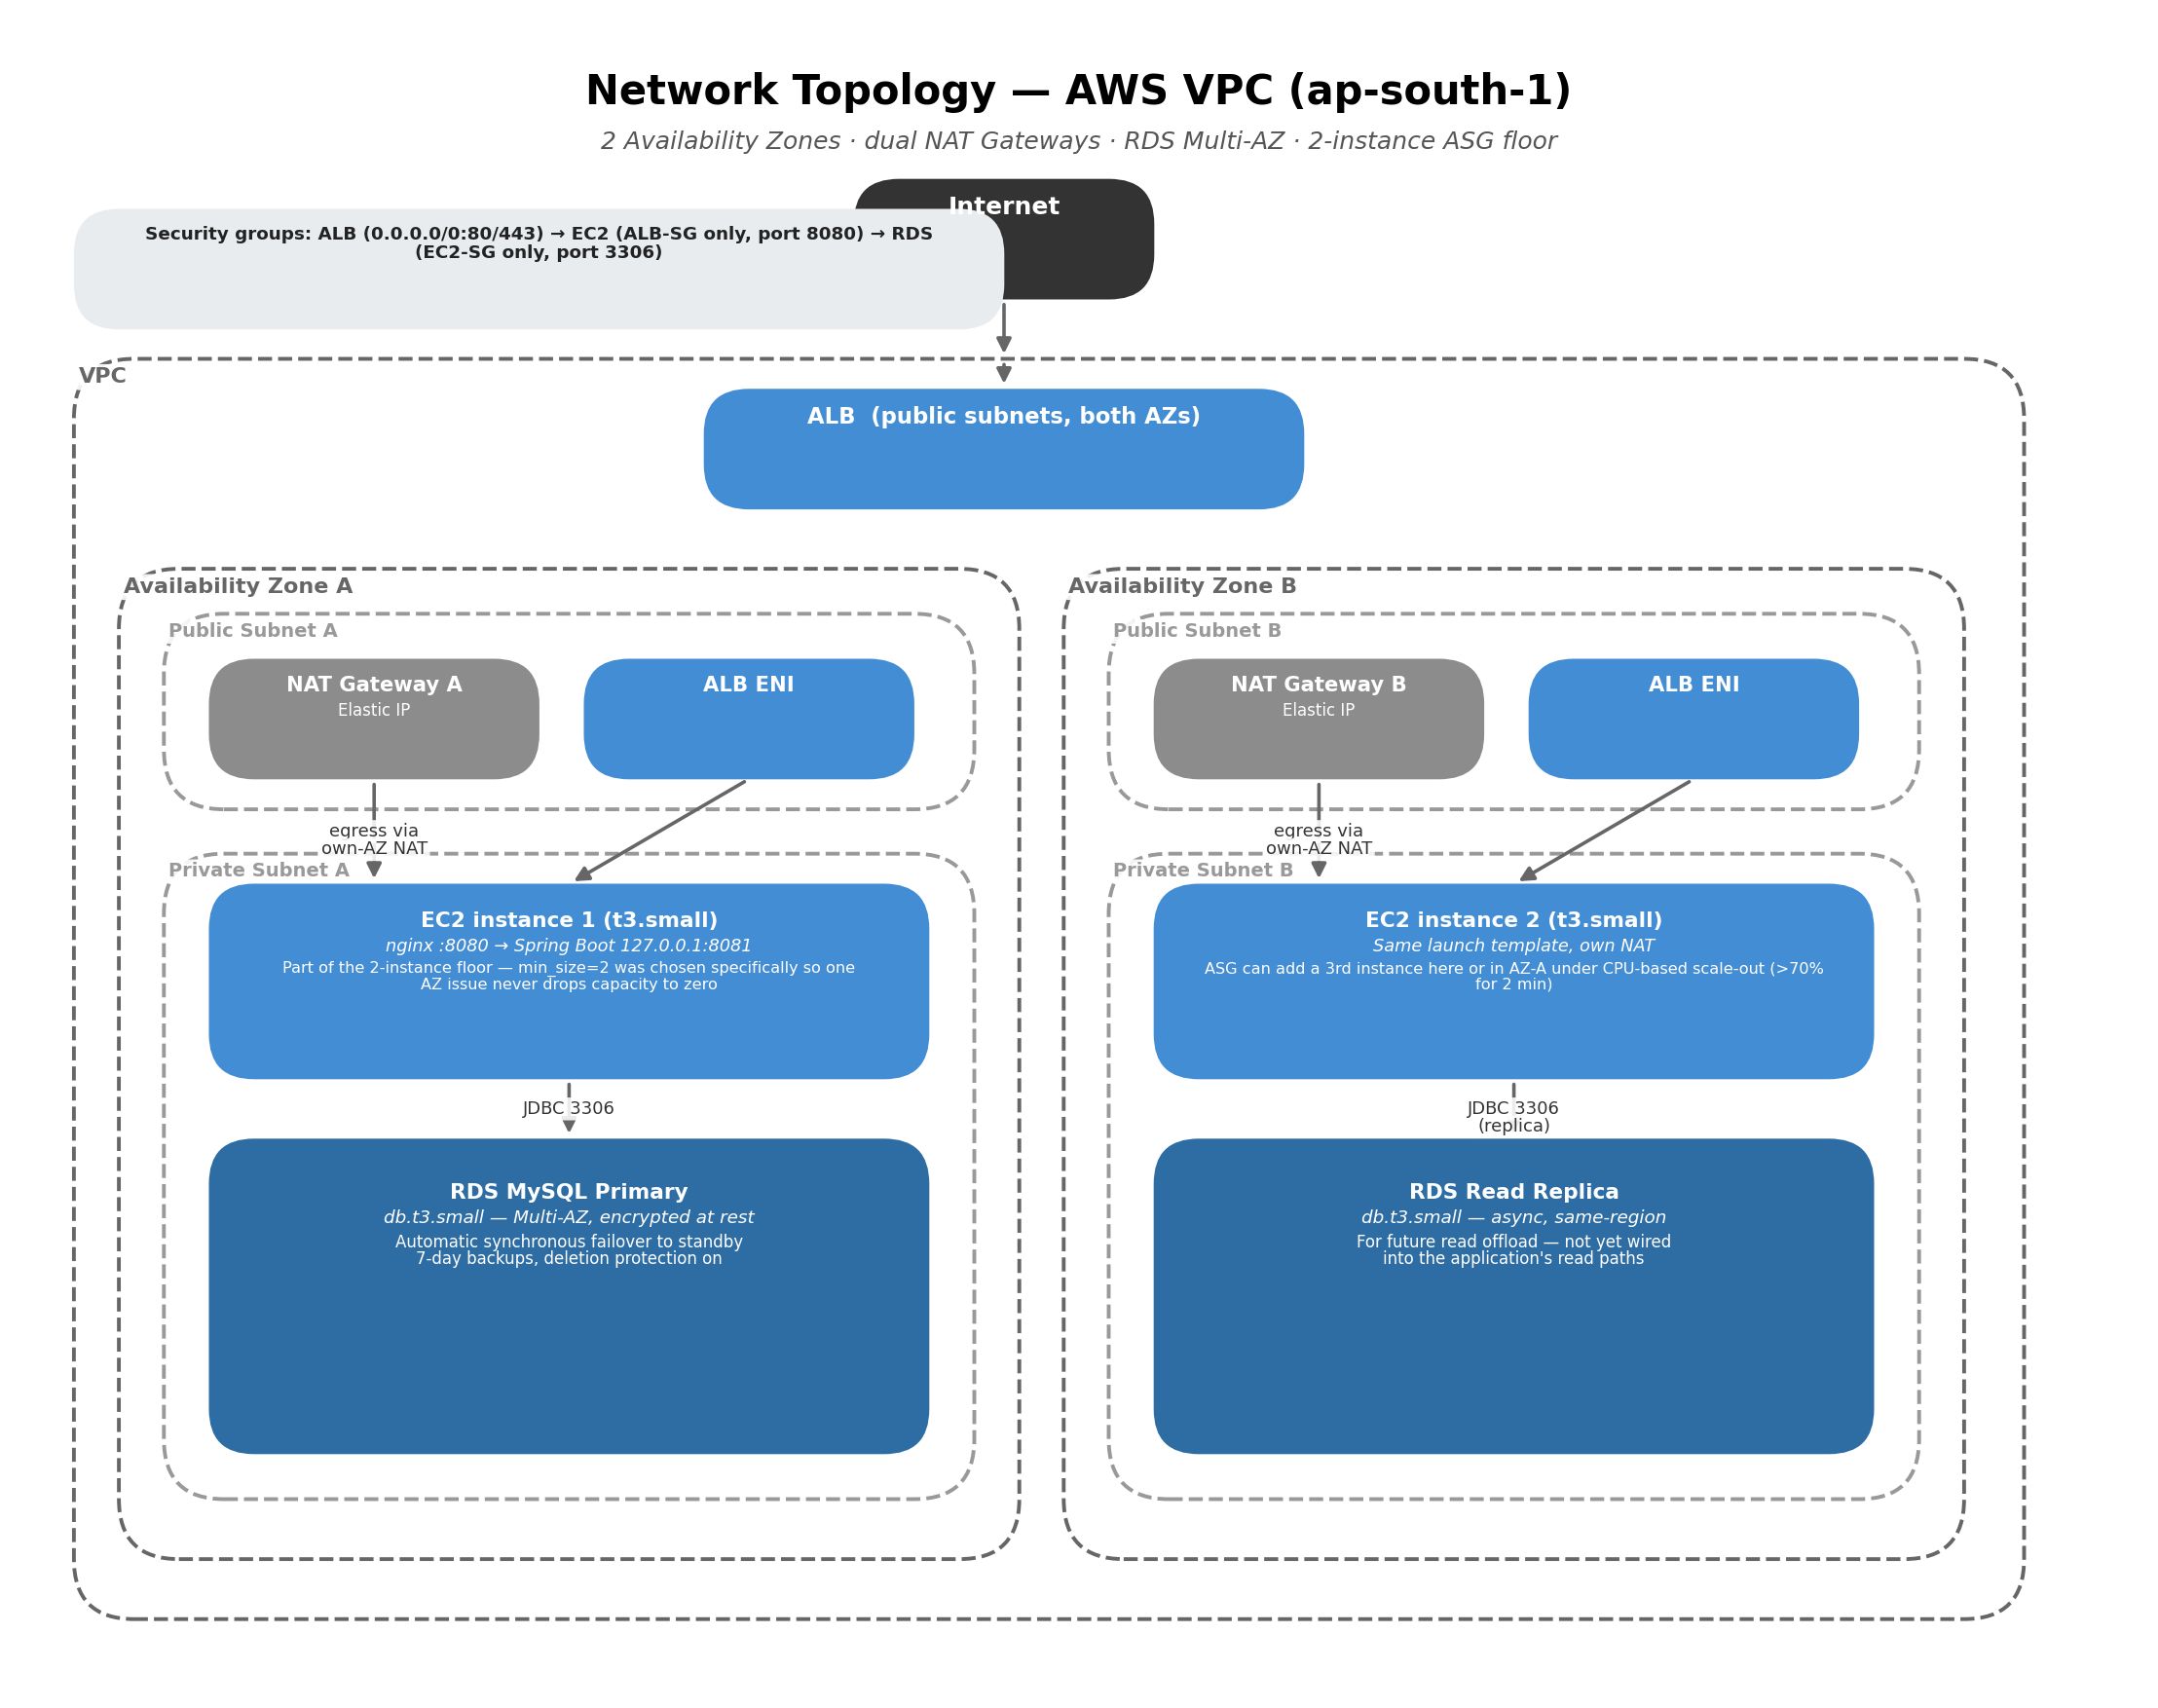 Network Topology — AWS VPC (ap-south-1)
2 Availability Zones · dual NAT Gateways · RDS Multi-AZ · 2-instance ASG floor
Internet
Security groups: ALB (0.0.0.0/0:80/443) → EC2 (ALB-SG only, port 8080) → RDS
(EC2-SG only, port 3306)
VPC
ALB (public subnets, both AZs)
Availability Zone A
Public Subnet A
NAT Gateway A
Elastic IP
ALB ENI
egress via
own-AZ NAT
Private Subnet A
EC2 instance 1 (t3.small)
nginx :8080 → Spring Boot 127.0.0.1:8081
Part of the 2-instance floor — min_size=2 was chosen specifically so one
AZ issue never drops capacity to zero
JDBC 3306
RDS MySQL Primary
db.t3.small — Multi-AZ, encrypted at rest
Automatic synchronous failover to standby
7-day backups, deletion protection on
Availability Zone B
Public Subnet B
NAT Gateway B
Elastic IP
ALB ENI
egress via
own-AZ NAT
Private Subnet B
EC2 instance 2 (t3.small)
Same launch template, own NAT
ASG can add a 3rd instance here or in AZ-A under CPU-based scale-out (>70%
for 2 min)
JDBC 3306
(replica)
RDS Read Replica
db.t3.small — async, same-region
For future read offload — not yet wired
into the application's read paths